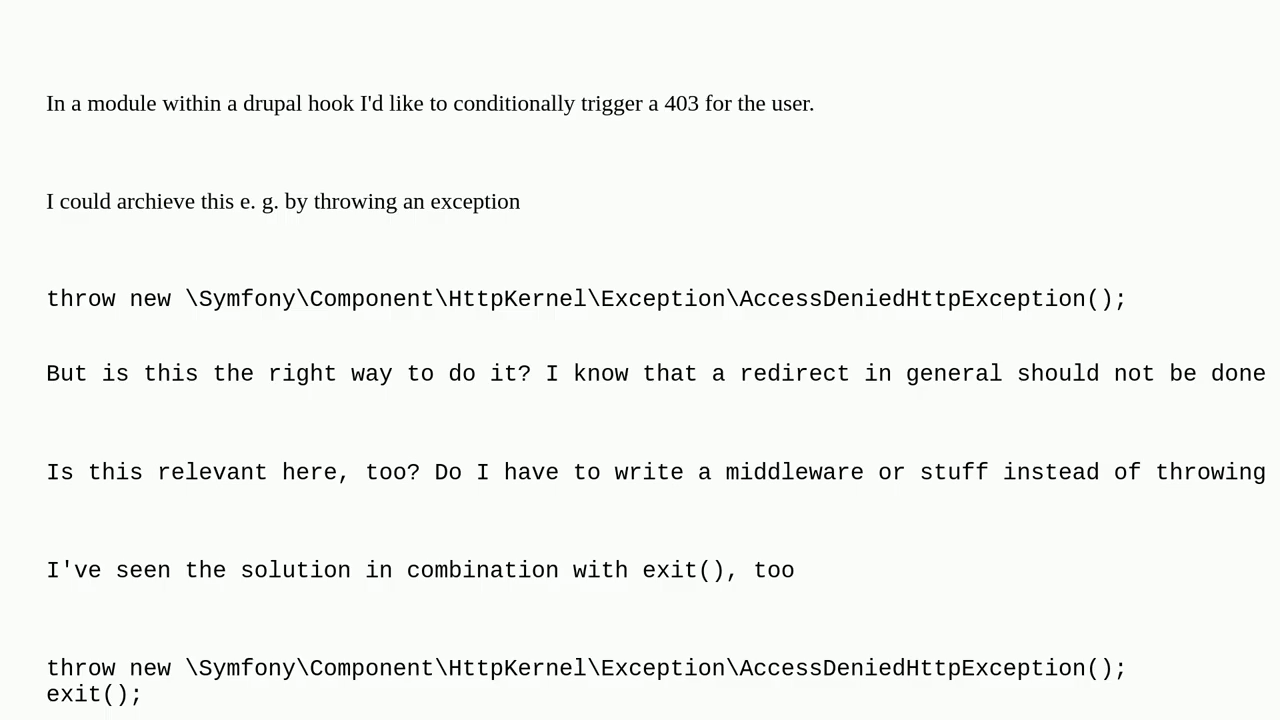 In a module within a drupal hook I'd like to conditionally trigger a 403 for the user.
I could archieve this e. g. by throwing an exception
throw new \Symfony\Component\HttpKernel\Exception\AccessDeniedHttpException();
But is this the right way to do it? I know that a redirect in general should not be done
Is this relevant here, too? Do I have to write a middleware or stuff instead of throwing
I've seen the solution in combination with exit(), too
throw new \Symfony\Component\HttpKernel\Exception\AccessDeniedHttpException();
exit();